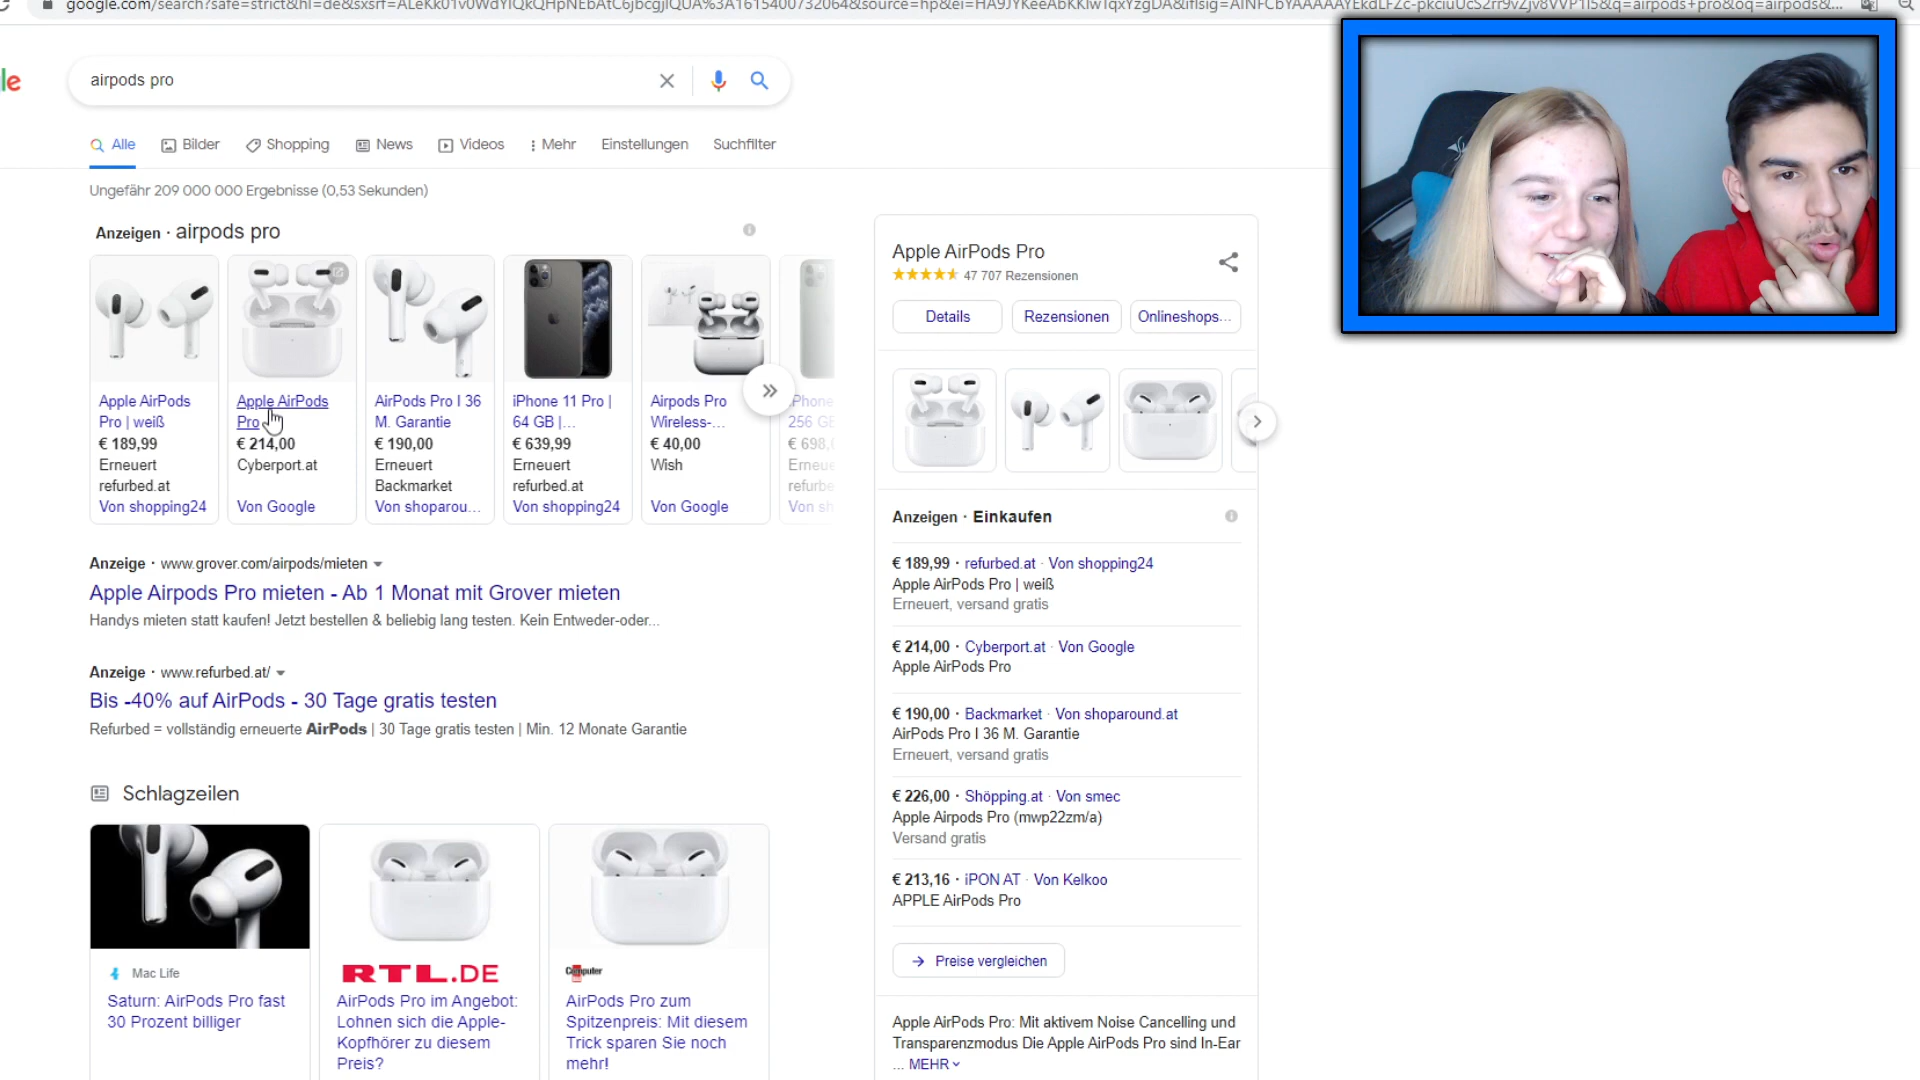 le
airpods pro
Alle Bilder Shopping News Videos Mehr Einstellungen Suchfilter
Ungefähr 209 000 000 Ergebnisse (0,53 Sekunden)
Anzeigen · airpods pro
Apple AirPods Pro | weiß
€ 189,99
Erneuert
refurbed.at
Von shopping24
Apple AirPods Pro
€ 214,00
Cyberport.at
Von Google
AirPods Pro I 36 M. Garantie
€ 190,00
Erneuert
Backmarket
Von shoparou...
iPhone 11 Pro | 64 GB |...
€ 639,99
Erneuert
refurbed.at
Von shopping24
Airpods Pro Wireless-...
€ 40,00
Wish
Von Google
Anzeige · www.grover.com/airpods/mieten
Apple Airpods Pro mieten - Ab 1 Monat mit Grover mieten
Handys mieten statt kaufen! Jetzt bestellen & beliebig lang testen. Kein Entweder-oder...
Anzeige · www.refurbed.at/
Bis -40% auf AirPods - 30 Tage gratis testen
Refurbed = vollständig erneuerte AirPods | 30 Tage gratis testen | Min. 12 Monate Garantie
Schlagzeilen
Mac Life
Saturn: AirPods Pro fast
30 Prozent billiger
RTL.DE
AirPods Pro im Angebot:
Lohnen sich die Apple-
Kopfhörer zu diesem
Preis?
Computer
AirPods Pro zum
Spitzenpreis: Mit diesem
Trick sparen Sie noch
mehr!
Apple AirPods Pro
47 707 Rezensionen
Details Rezensionen Onlineshops...
Anzeigen · Einkaufen
€ 189,99 · refurbed.at · Von shopping24
Apple AirPods Pro | weiß
Erneuert, versand gratis
€ 214,00 · Cyberport.at · Von Google
Apple AirPods Pro
€ 190,00 · Backmarket · Von shoparound.at
AirPods Pro I 36 M. Garantie
Erneuert, versand gratis
€ 226,00 · Shöpping.at · Von smec
Apple Airpods Pro (mwp22zm/a)
Versand gratis
€ 213,16 · iPON AT · Von Kelkoo
APPLE AirPods Pro
Preise vergleichen
Apple AirPods Pro: Mit aktivem Noise Cancelling und
Transparenzmodus Die Apple AirPods Pro sind In-Ear
... MEHR